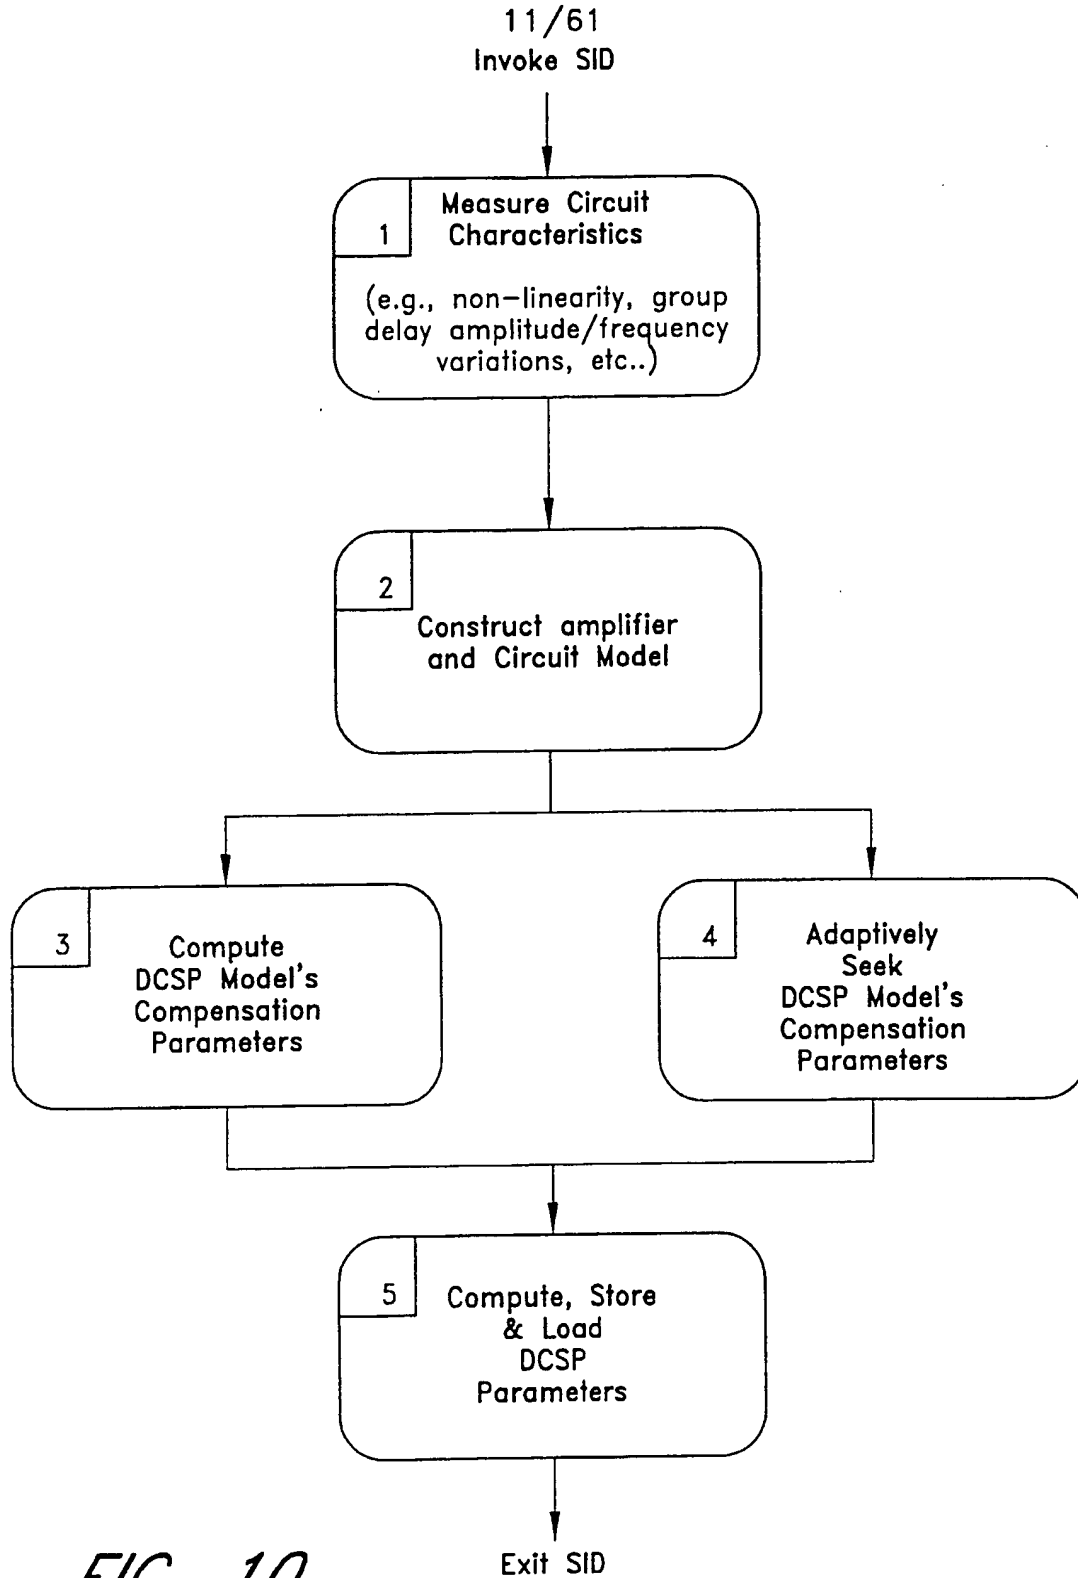 11/61
Invoke SID
1
Measure Circuit
Characteristics
(e.g., non-linearity, group
delay amplitude/frequency
variations, etc..)
2
Construct amplifier
and Circuit Model
3
Compute
DCSP Model's
Compensation
Parameters
4
Adaptively
Seek
DCSP Model's
Compensation
Parameters
5
Compute, Store
& Load
DCSP
Parameters
Exit SID
FIG. 10